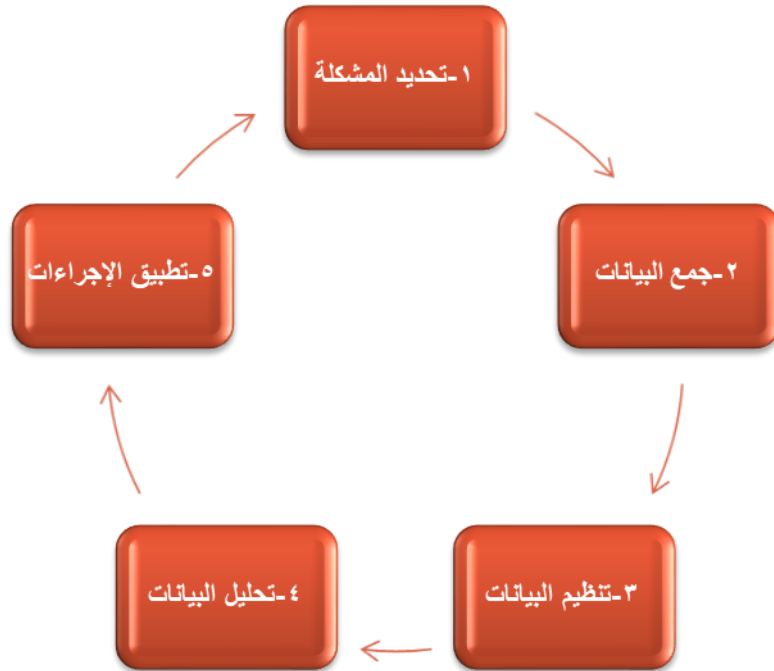 ١-تحديد المشكلة
٢-جمع البيانات
٣-تنظيم البيانات
٤-تحليل البيانات
٥-تطبيق الإجراءات